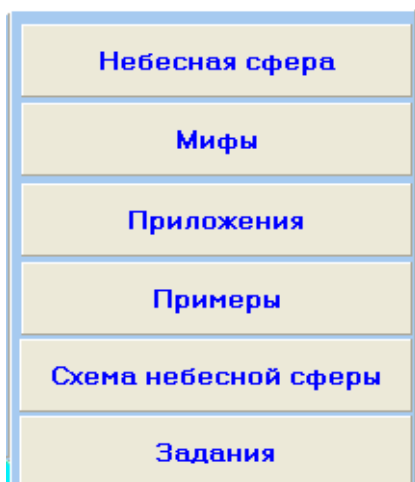 Небесная сфера
Мифы
Приложения
Примеры
Схема небесной сферы
Задания